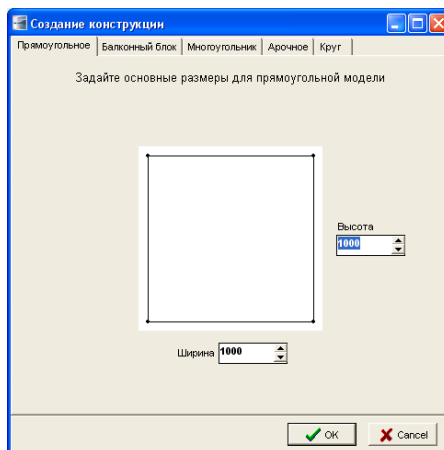 Создание конструкции
Прямоугольное Балконный блок Многоугольник Арочное Круг
Задайте основные размеры для прямоугольной модели
Высота
1000
Ширина 1000
OK Cancel